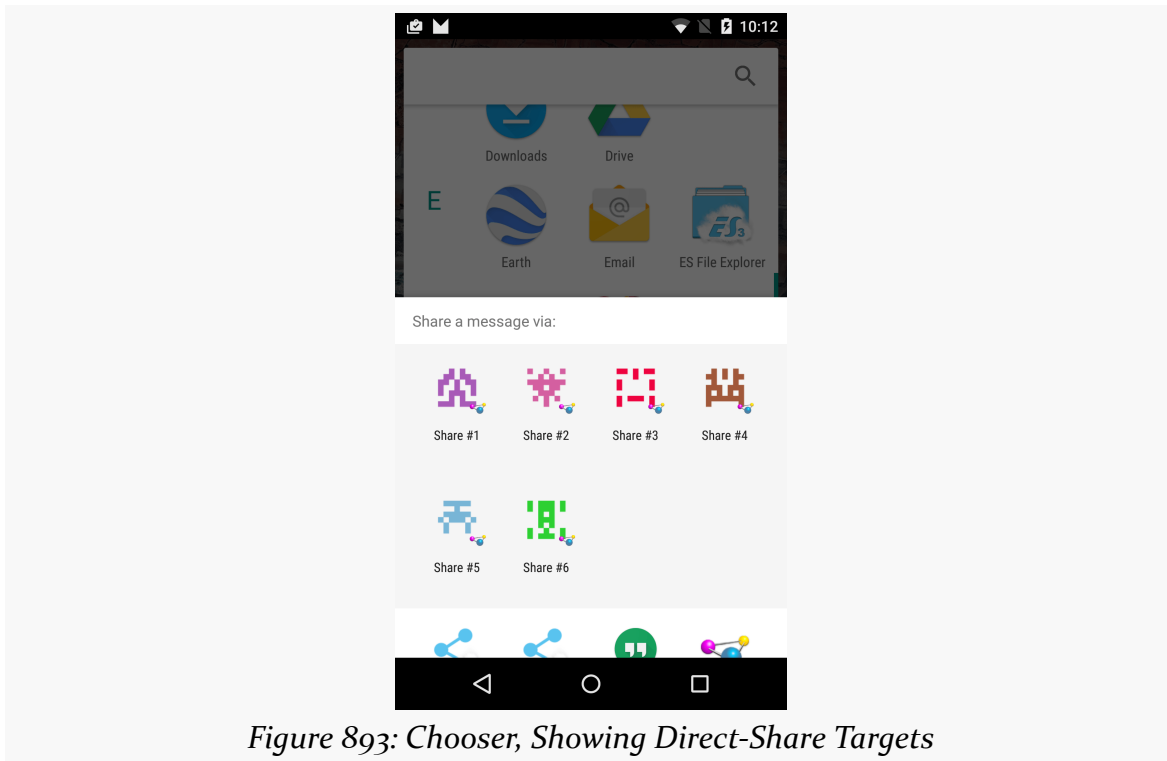 10:12
Downloads Drive
E
Earth Email ES File Explorer
Share a message via:
Share #1 Share #2 Share #3 Share #4
Share #5 Share #6
Figure 893: Chooser, Showing Direct-Share Targets